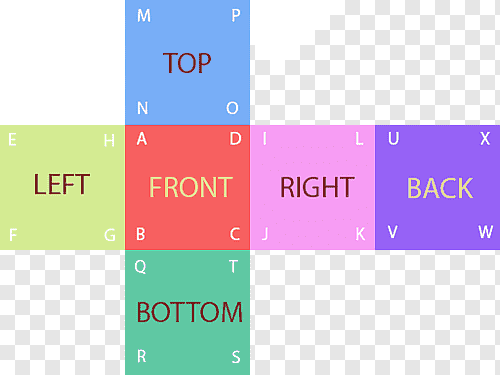 M P
TOP
N O
E H A D I L U X
LEFT FRONT RIGHT BACK
F G B C J K V W
Q T
BOTTOM
R S